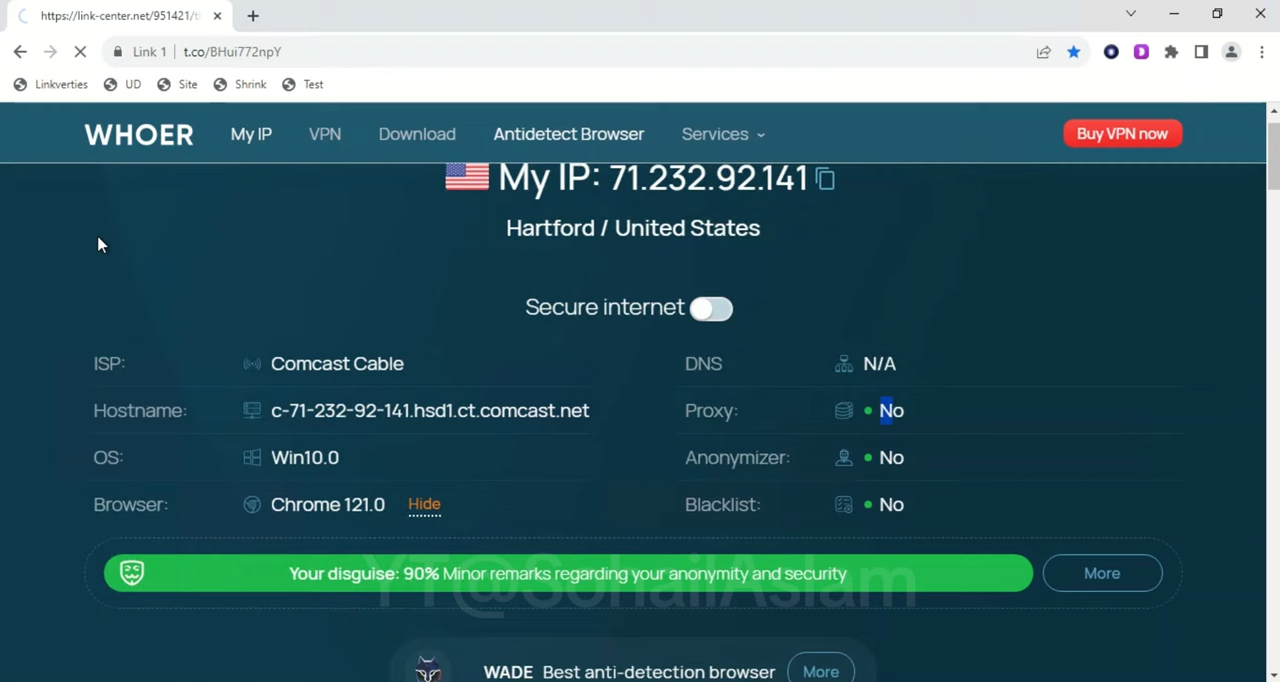 https://link-center.net/951421/t
Link 1 | t.co/BHui772npY
Linkverties UD Site Shrink Test
WHOER My IP VPN Download Antidetect Browser Services Buy VPN now
My IP: 71.232.92.141
Hartford / United States
Secure internet
ISP: Comcast Cable DNS N/A
Hostname: c-71-232-92-141.hsd1.ct.comcast.net Proxy: No
OS: Win10.0 Anonymizer: No
Browser: Chrome 121.0 Hide Blacklist: No
Your disguise: 90% Minor remarks regarding your anonymity and security More
YT@SohailAslam
WADE Best anti-detection browser More